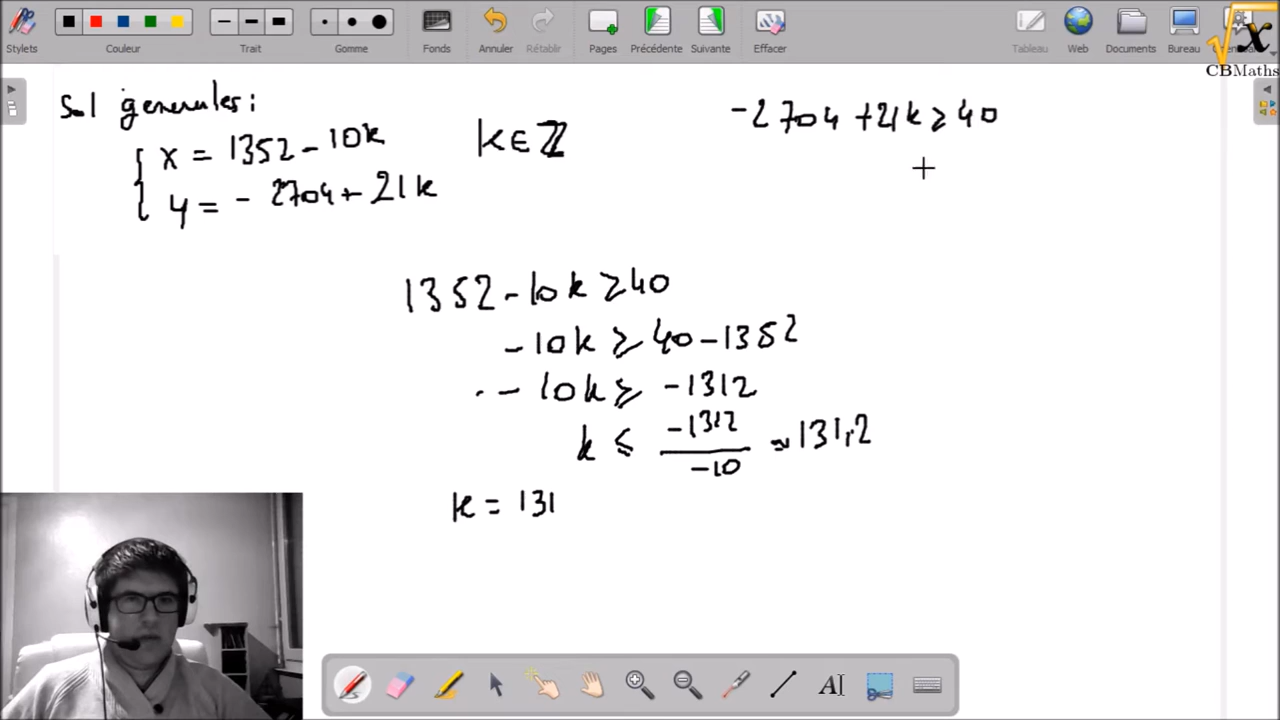 Stylets Couleur Trait Gomme Fonds Annuler Rétablir Pages Précédente Suivante Effacer Tableau Web Documents Bureau
CBMaths
Sol generales:
x = 1352 - 10k
y = - 2704 + 21k
k ∈ ℤ
-2704 + 21k ≥ 40
1352 - 10k ≥ 40
-10k ≥ 40 - 1352
- 10k ≥ -1312
k ≤ -1312 / -10 ≈ 131,2
k = 131
AI